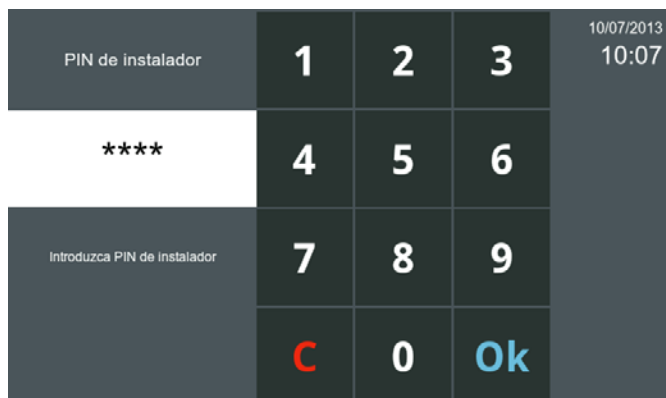 PIN de instalador
1 2 3
10/07/2013
10:07
****
4 5 6
Introduzca PIN de instalador
7 8 9
C 0 Ok